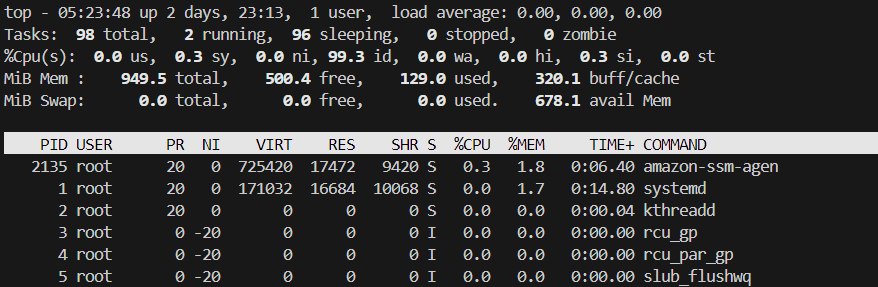 top - 05:23:48 up 2 days, 23:13,  1 user,  load average: 0.00, 0.00, 0.00
Tasks:  98 total,   2 running,  96 sleeping,   0 stopped,   0 zombie
%Cpu(s):  0.0 us,  0.3 sy,  0.0 ni, 99.3 id,  0.0 wa,  0.0 hi,  0.3 si,  0.0 st
MiB Mem :    949.5 total,    500.4 free,    129.0 used,    320.1 buff/cache
MiB Swap:      0.0 total,      0.0 free,      0.0 used.    678.1 avail Mem
PID USER      PR  NI    VIRT    RES    SHR S  %CPU  %MEM     TIME+ COMMAND
2135 root      20   0  725420  17472   9420 S   0.3   1.8   0:06.40 amazon-ssm-agen
1 root      20   0  171032  16684  10068 S   0.0   1.7   0:14.80 systemd
2 root      20   0       0      0      0 S   0.0   0.0   0:00.04 kthreadd
3 root       0 -20       0      0      0 I   0.0   0.0   0:00.00 rcu_gp
4 root       0 -20       0      0      0 I   0.0   0.0   0:00.00 rcu_par_gp
5 root       0 -20       0      0      0 I   0.0   0.0   0:00.00 slub_flushwq